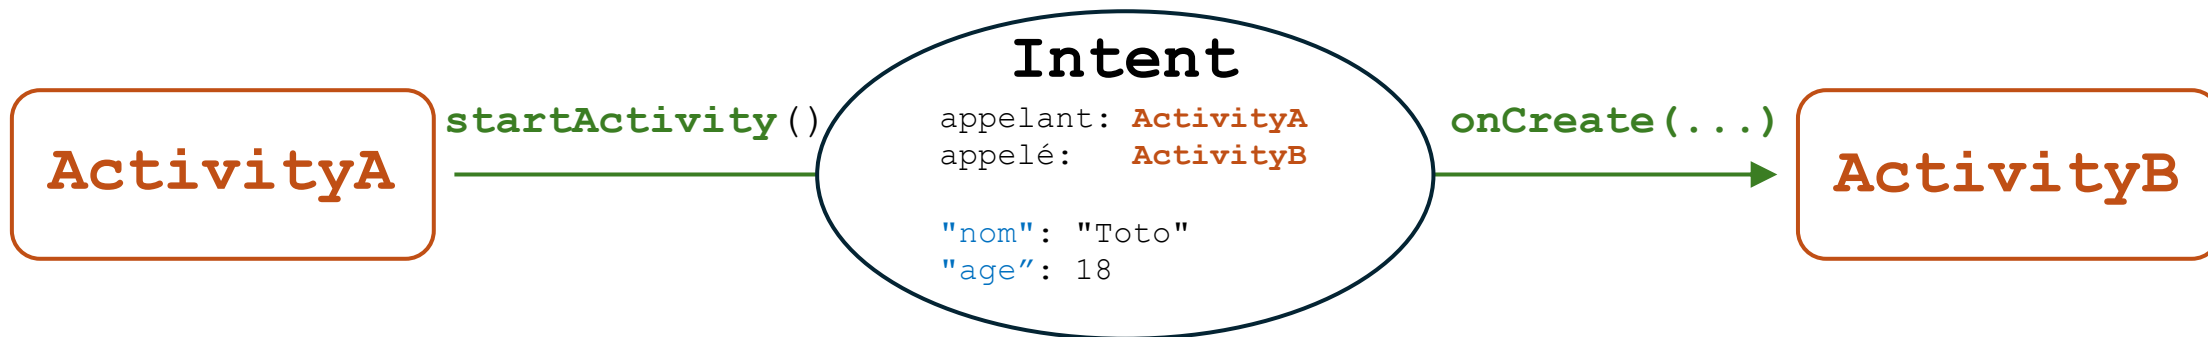 ActivityA
startActivity()
Intent
appelant: ActivityA
appelé: ActivityB
"nom": "Toto"
"age”: 18
onCreate(...)
ActivityB